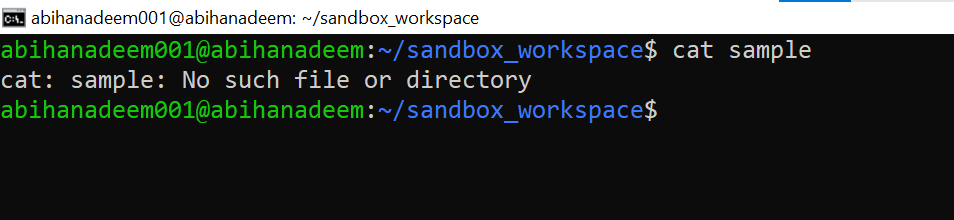 abihanadeem001@abihanadeem: ~/sandbox_workspace
abihanadeem001@abihanadeem:~/sandbox_workspace$ cat sample
cat: sample: No such file or directory
abihanadeem001@abihanadeem:~/sandbox_workspace$